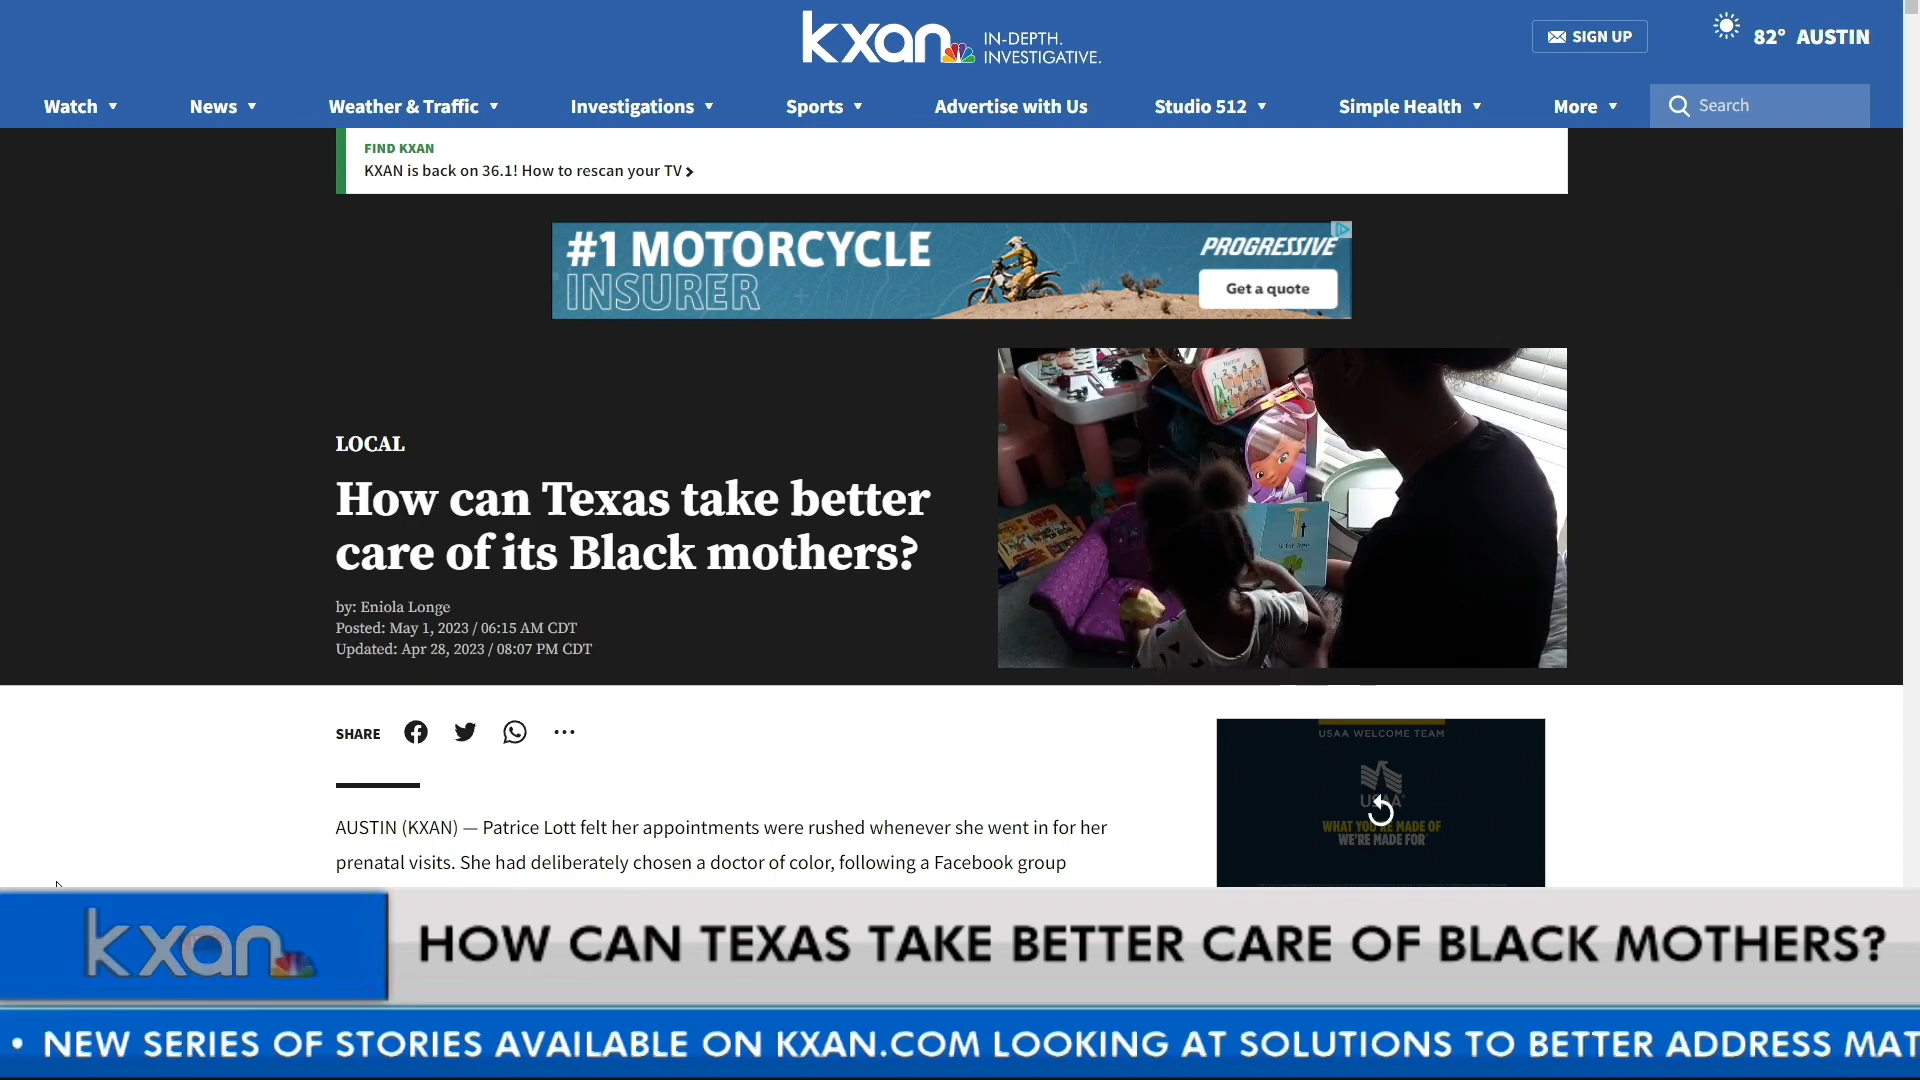 kxan IN-DEPTH.
INVESTIGATIVE.
SIGN UP
82° AUSTIN
Watch News Weather & Traffic Investigations Sports Advertise with Us Studio 512 Simple Health More Search
FIND KXAN
KXAN is back on 36.1! How to rescan your TV
#1 MOTORCYCLE
INSURER
PROGRESSIVE
Get a quote
LOCAL
How can Texas take better
care of its Black mothers?
by: Eniola Longe
Posted: May 1, 2023 / 06:15 AM CDT
Updated: Apr 28, 2023 / 08:07 PM CDT
Tt
SHARE
USAA WELCOME TEAM
USAA
WHAT YOU'RE MADE OF
WE'RE MADE FOR
AUSTIN (KXAN) — Patrice Lott felt her appointments were rushed whenever she went in for her
prenatal visits. She had deliberately chosen a doctor of color, following a Facebook group
kxan
HOW CAN TEXAS TAKE BETTER CARE OF BLACK MOTHERS?
• NEW SERIES OF STORIES AVAILABLE ON KXAN.COM LOOKING AT SOLUTIONS TO BETTER ADDRESS MAT